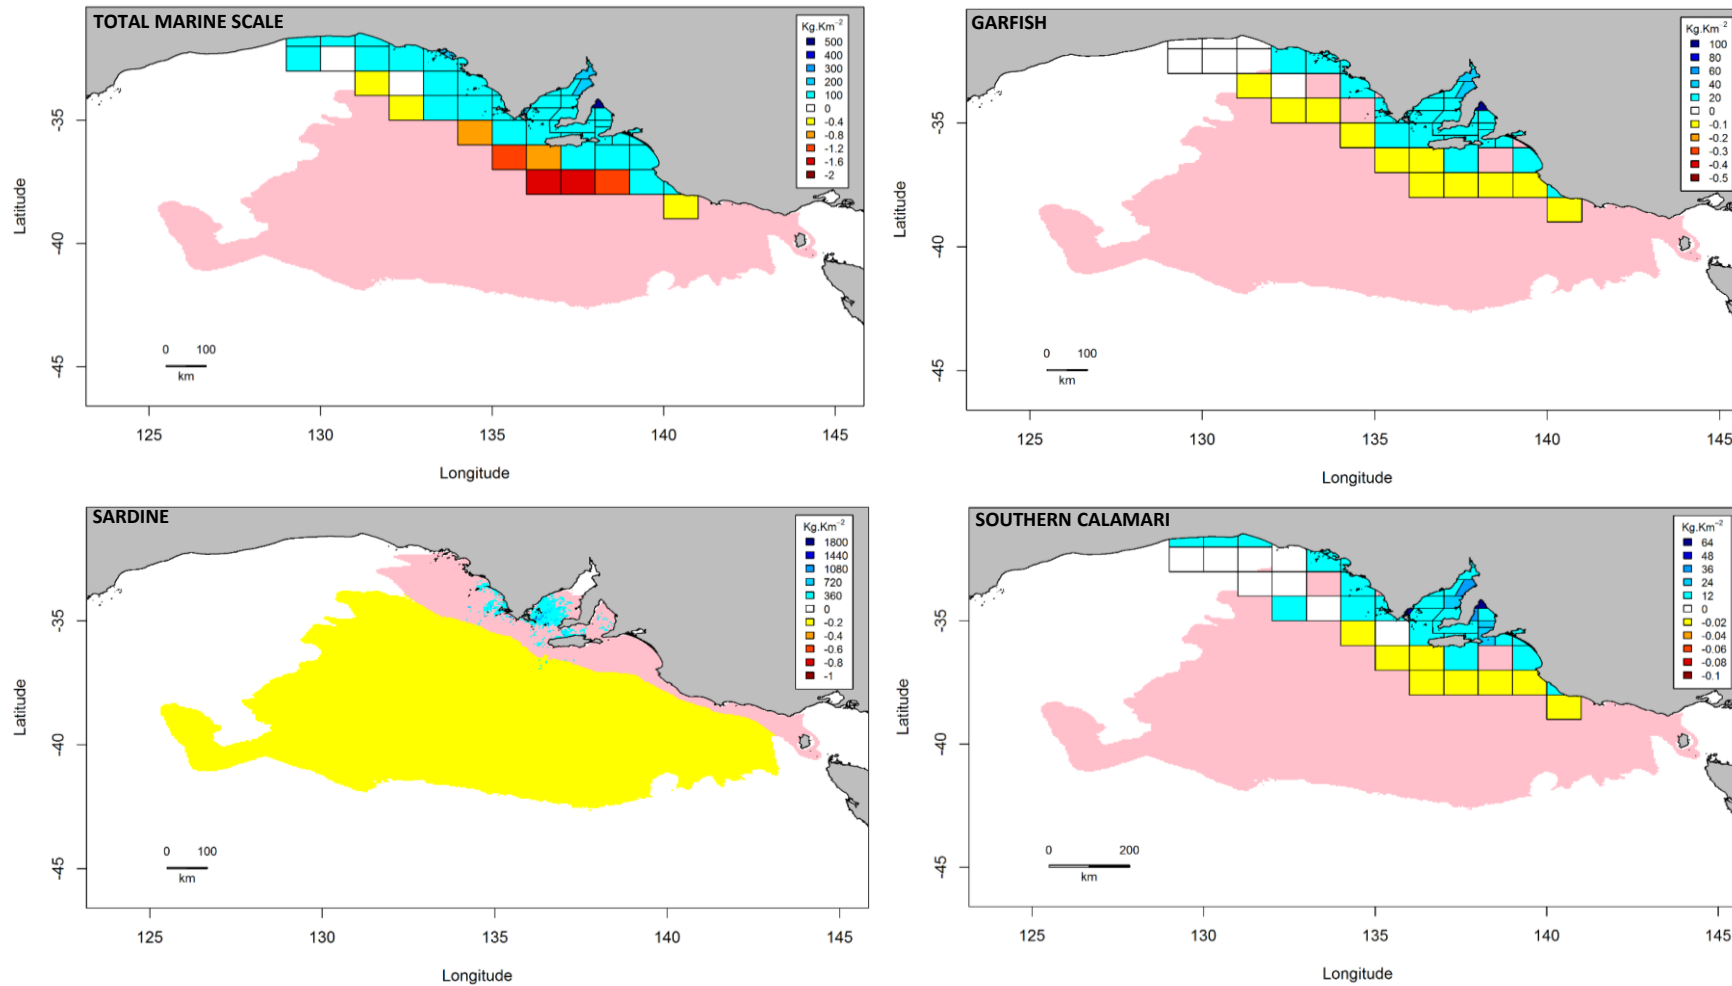 TOTAL MARINE SCALE
Kg.Km⁻²
500
400
300
200
100
0
-0.4
-0.8
-1.2
-1.6
-2
Latitude
-35
-40
-45
0 100
km
125 130 135 140 145
Longitude
GARFISH
Kg.Km⁻²
100
80
60
40
20
0
-0.1
-0.2
-0.3
-0.4
-0.5
Latitude
-35
-40
-45
0 100
km
125 130 135 140 145
Longitude
SARDINE
Kg.Km⁻²
1800
1440
1080
720
360
0
-0.2
-0.4
-0.6
-0.8
-1
Latitude
-35
-40
-45
0 100
km
125 130 135 140 145
Longitude
SOUTHERN CALAMARI
Kg.Km⁻²
64
48
36
24
12
0
-0.02
-0.04
-0.06
-0.08
-0.1
Latitude
-35
-40
-45
0 200
km
125 130 135 140 145
Longitude